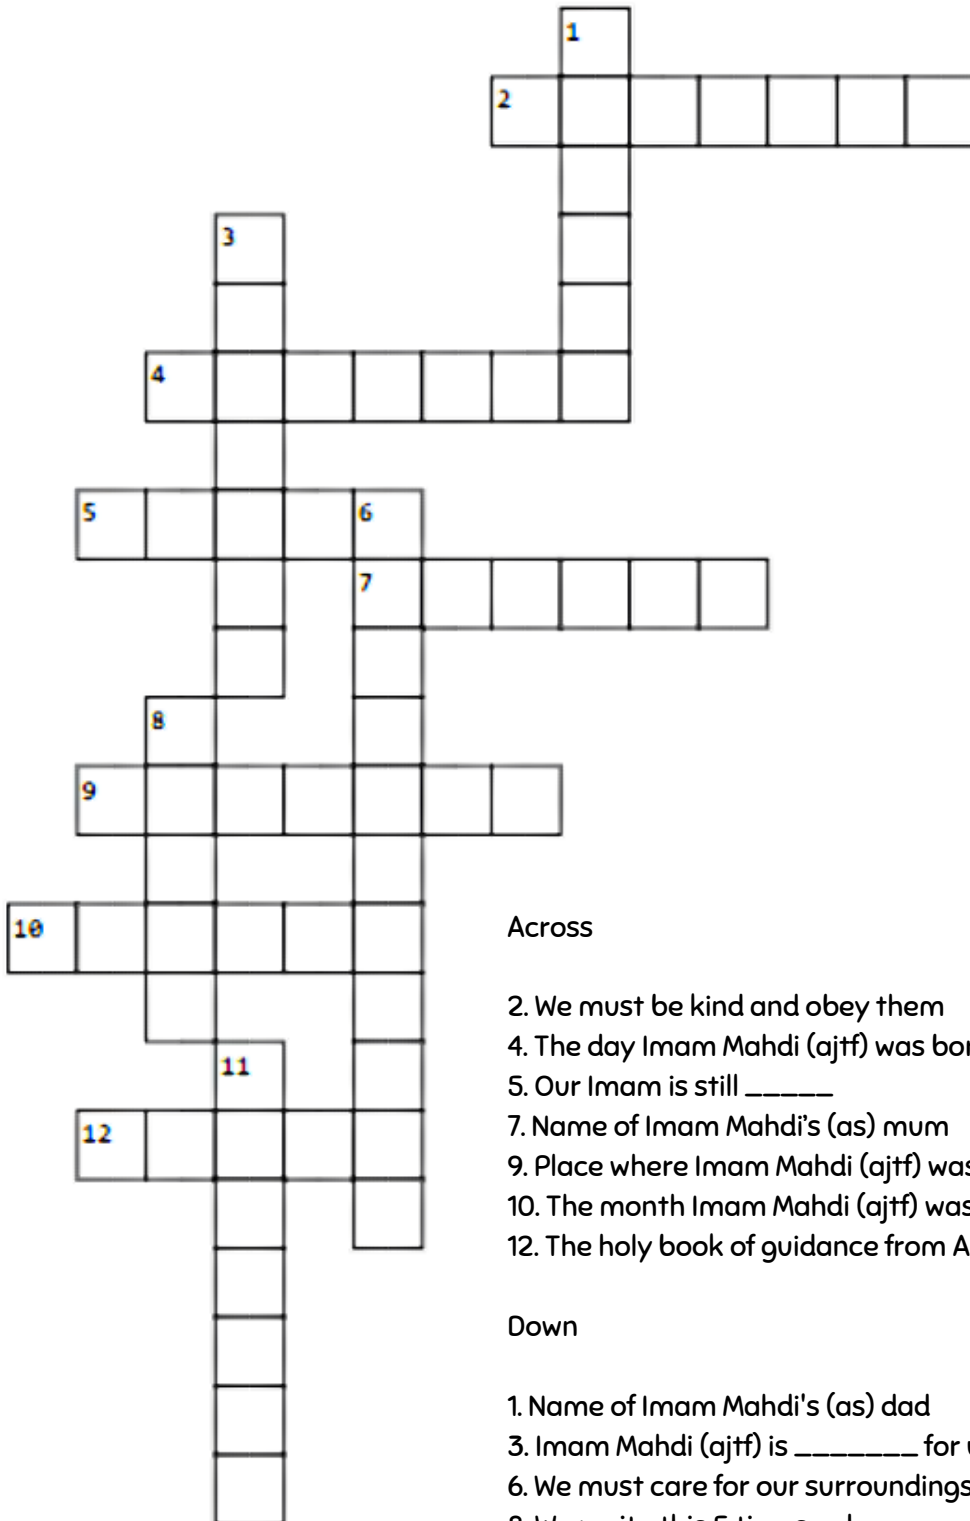 1
2
3
4
5 6
7
8
9
10
11
12
Across
2. We must be kind and obey them
4. The day Imam Mahdi (ajtf) was
5. Our Imam is still _____
7. Name of Imam Mahdi's (as) mum
9. Place where Imam Mahdi (ajtf) was
10. The month Imam Mahdi (ajtf) was
12. The holy book of guidance from
Down
1. Name of Imam Mahdi's (as) dad
3. Imam Mahdi (ajtf) is _______ for
6. We must care for our surroundings